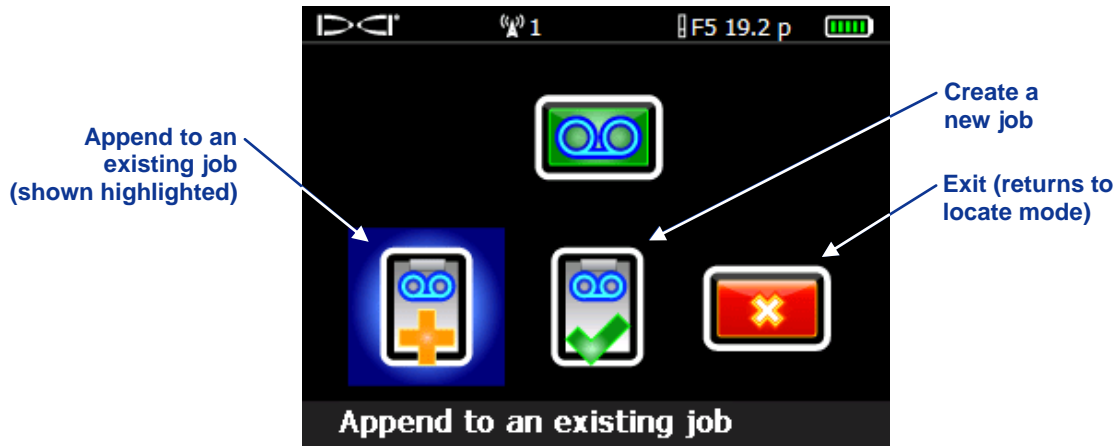 1
F5 19.2 p
Create a
new job
Append to an
existing job
(shown highlighted)
Exit (returns to
locate mode)
Append to an existing job